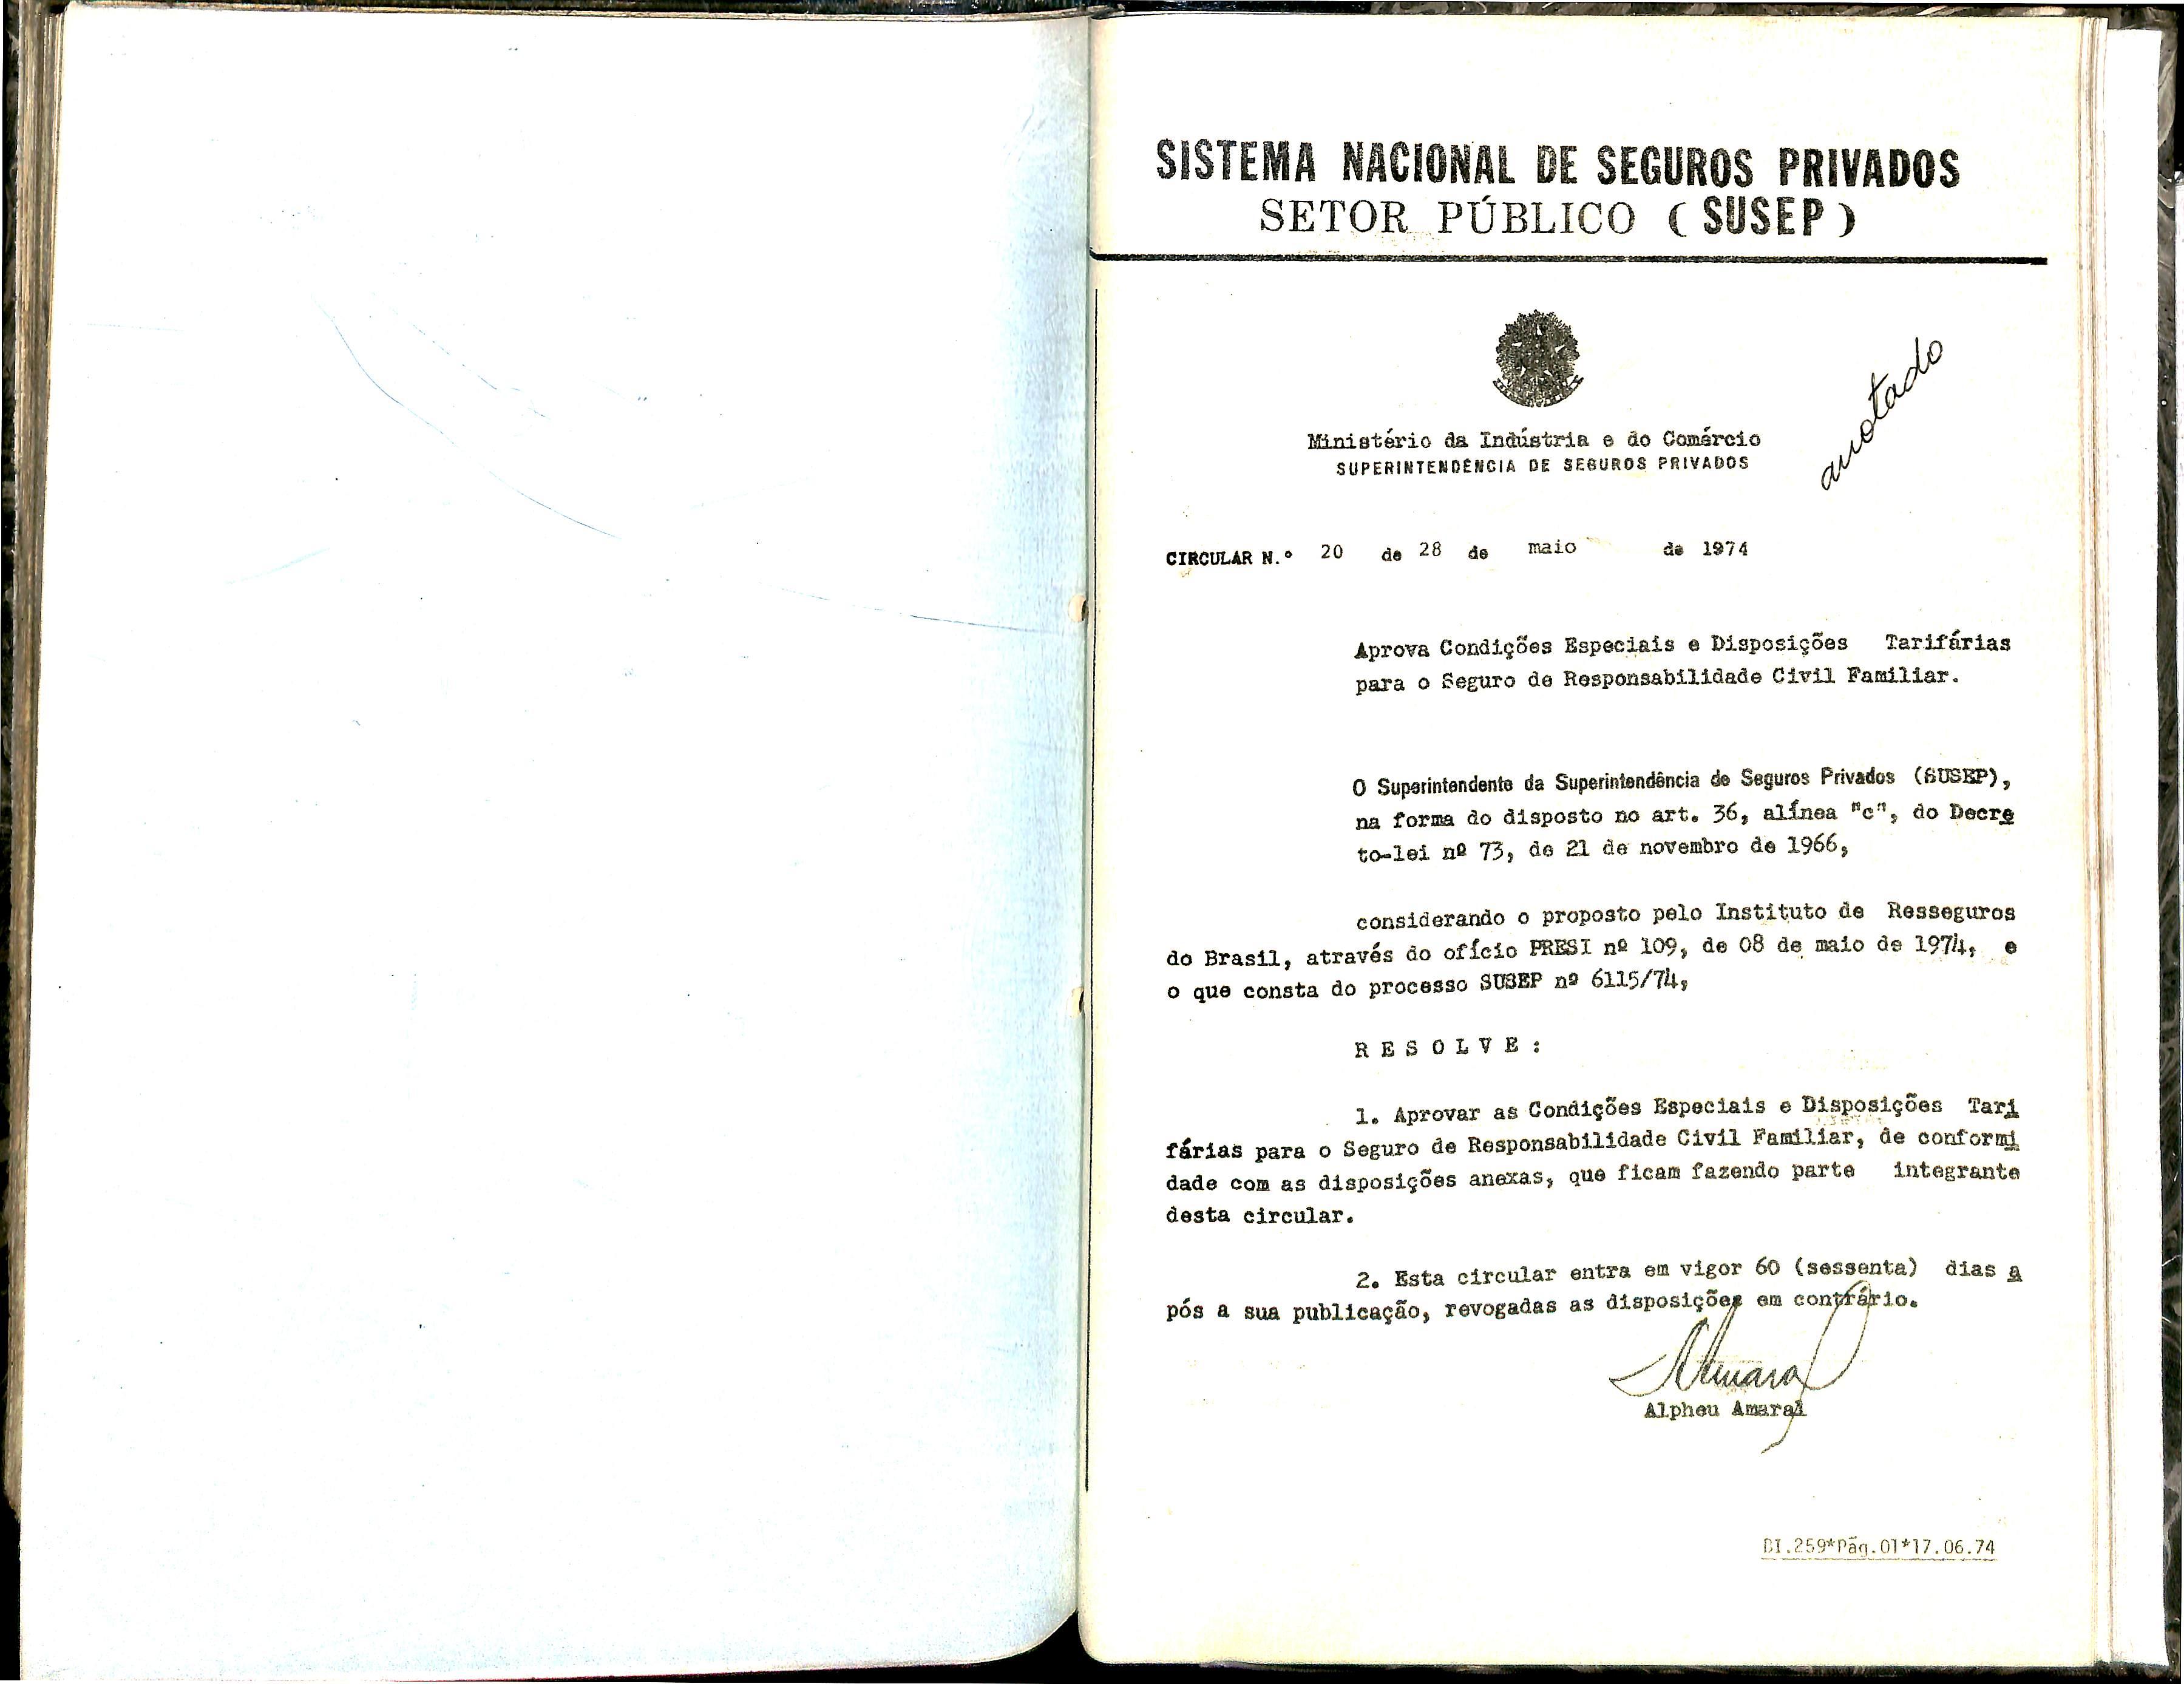 SISTEMA NACIONAL DE SEGUROS PRIVADOS
SETOR PÚBLICO (SUSEP)
anotado
Ministério da Indústria e do Comércio
SUPERINTENDÊNCIA DE SEGUROS PRIVADOS
CIRCULAR N.º 20 de 28 de maio de 1974
Aprova Condições Especiais e Disposições Tarifárias
para o Seguro de Responsabilidade Civil Familiar.
O Superintendente da Superintendência de Seguros Privados (SUSEP),
na forma do disposto no art. 36, alínea "c", do Decre
to-lei nº 73, de 21 de novembro de 1966,
considerando o proposto pelo Instituto de Resseguros
do Brasil, através do ofício PRESI nº 109, de 08 de maio de 1974, e
o que consta do processo SUSEP nº 6115/74,
R E S O L V E :
1. Aprovar as Condições Especiais e Disposições Tari
fárias para o Seguro de Responsabilidade Civil Familiar, de conformi
dade com as disposições anexas, que ficam fazendo parte integrante
desta circular.
2. Esta circular entra em vigor 60 (sessenta) dias a
pós a sua publicação, revogadas as disposições em contrário.
Amaral
Alpheu Amaral
BI.259*Pág.01*17.06.74